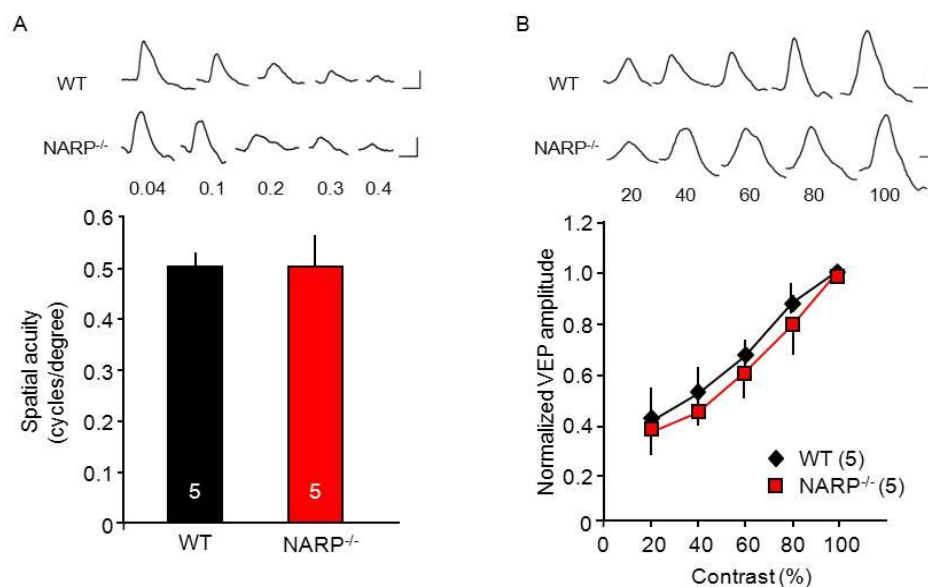 A
WT
NARP⁻/⁻
0.04 0.1 0.2 0.3 0.4
0.6
0.5
0.4
0.3
0.2
0.1
0
Spatial acuity
(cycles/degree)
5 5
WT NARP⁻/⁻
B
WT
NARP⁻/⁻
20 40 60 80 100
1.2
1.0
0.8
0.6
0.4
0.2
0
Normalized VEP amplitude
WT (5)
NARP⁻/⁻ (5)
0 20 40 60 80 100
Contrast (%)